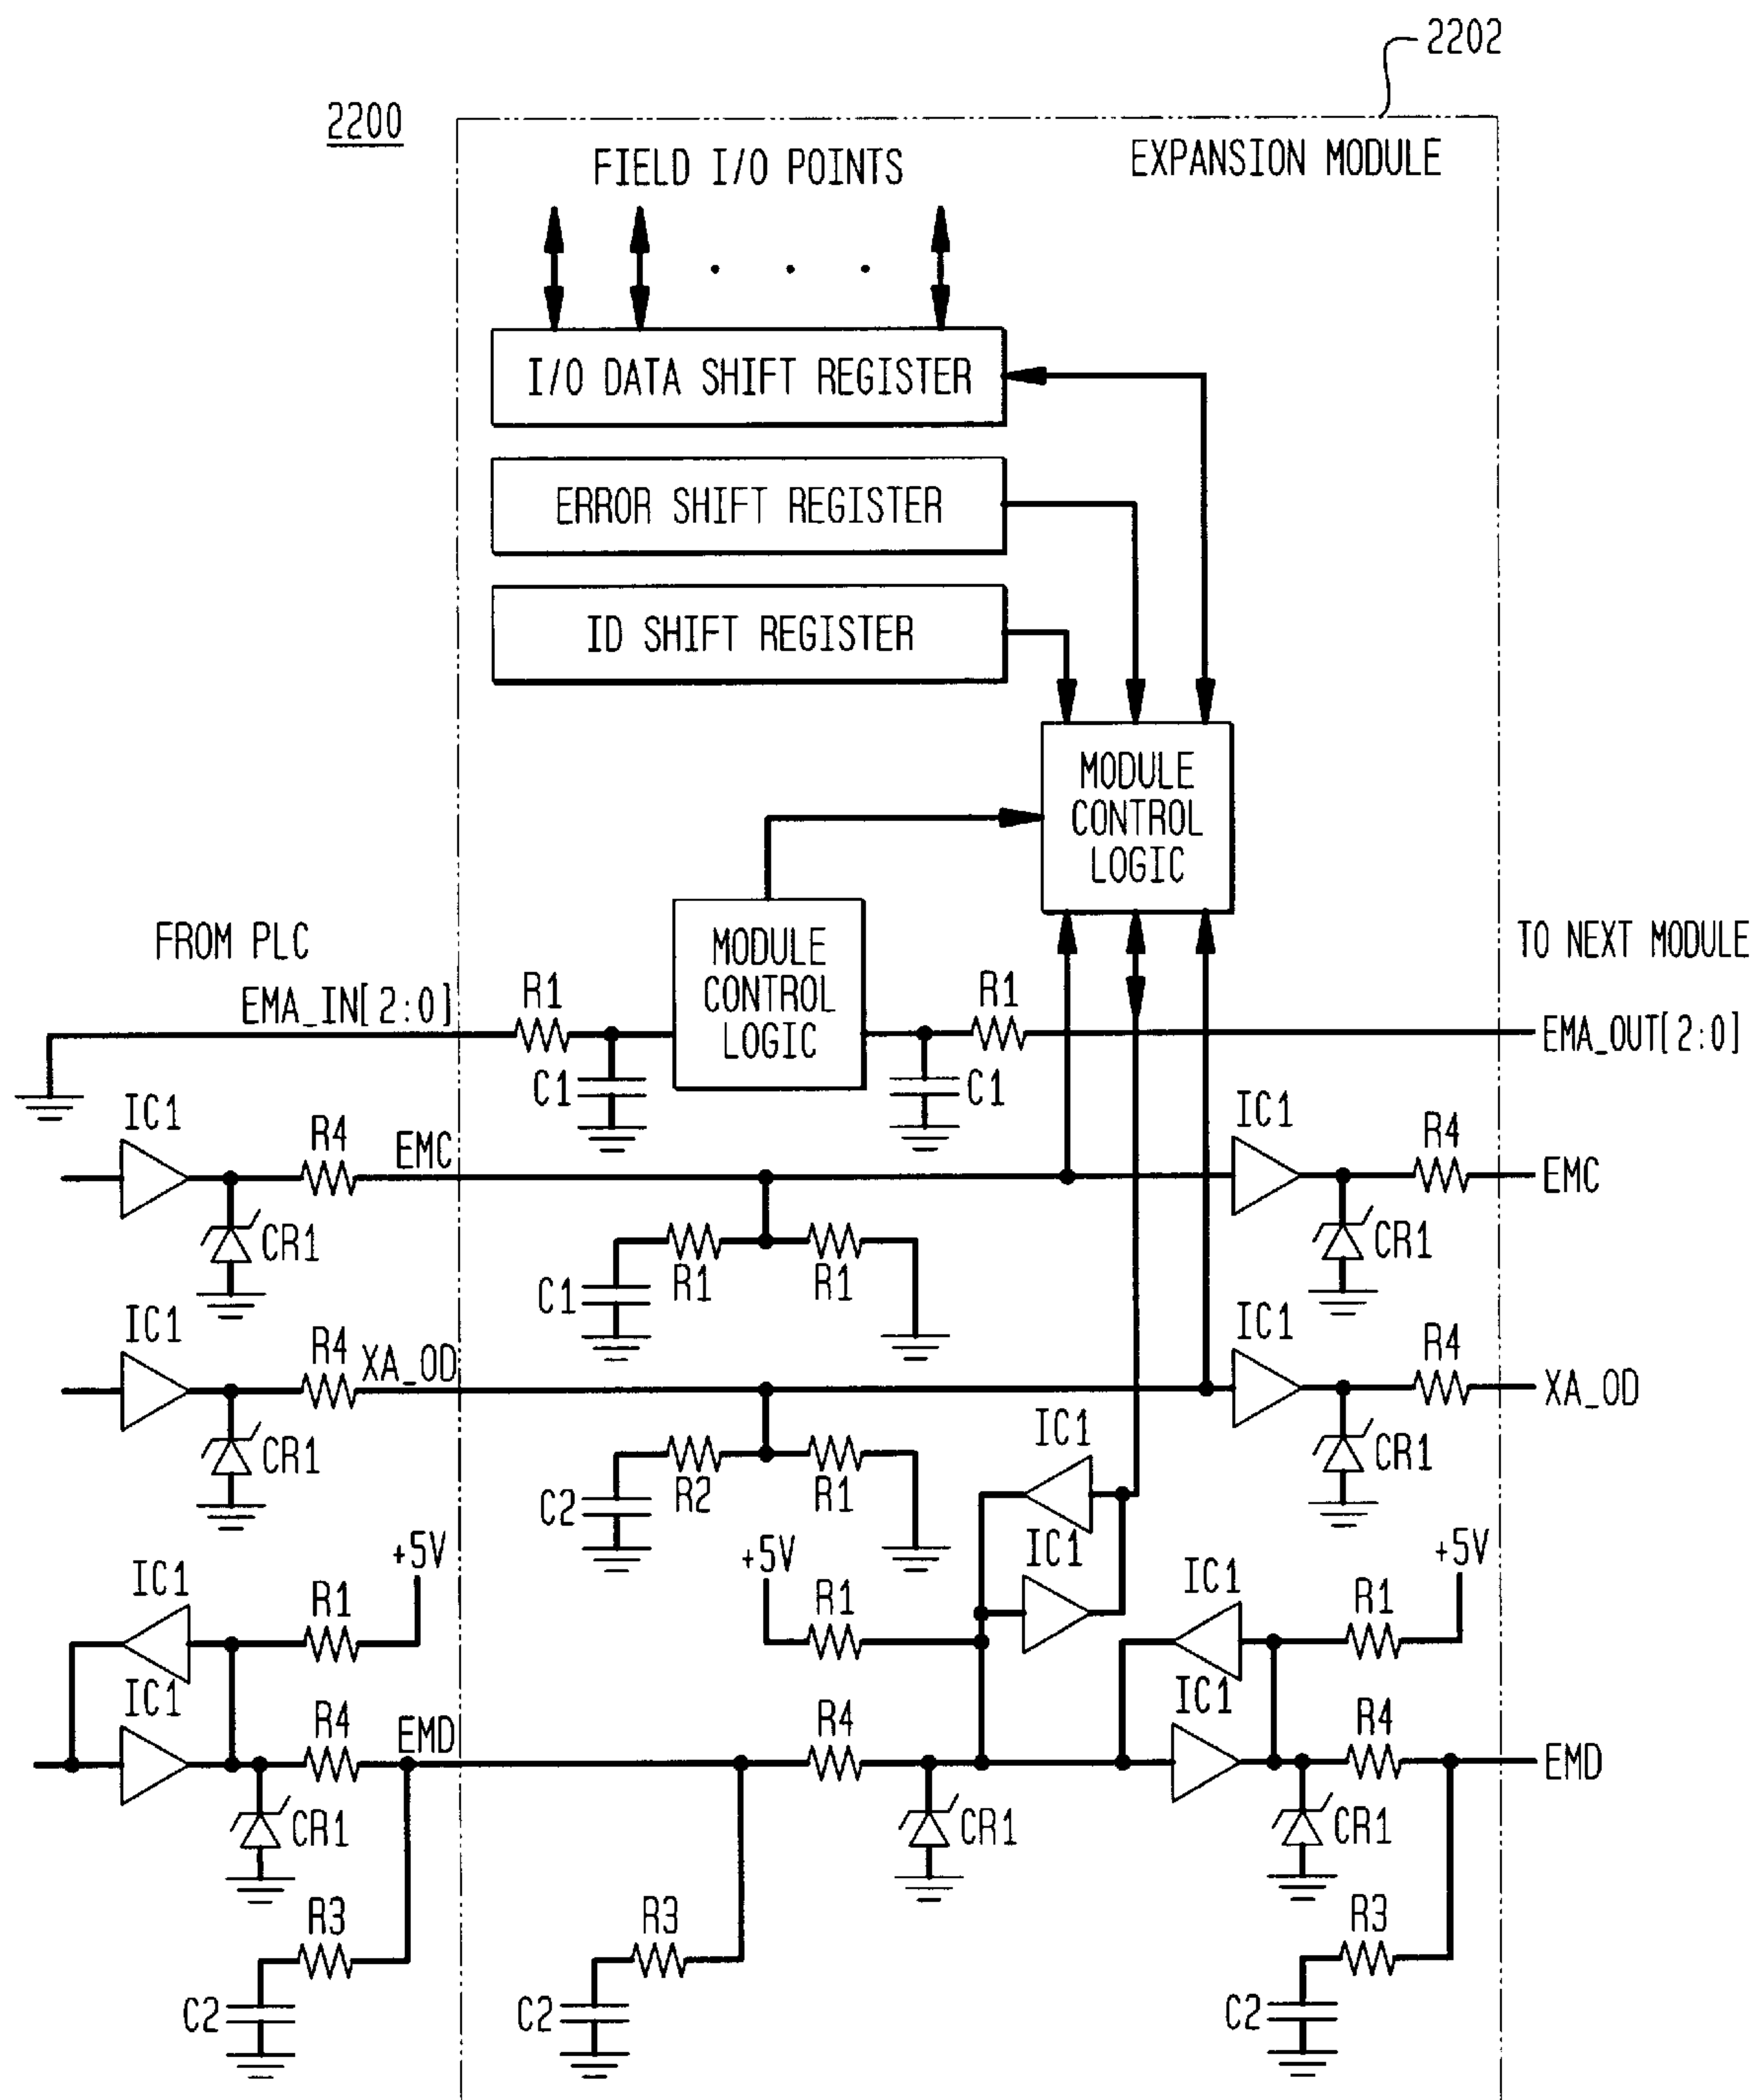 2202
2200
FIELD I/O POINTS
EXPANSION MODULE
I/O DATA SHIFT REGISTER
ERROR SHIFT REGISTER
ID SHIFT REGISTER
MODULE
CONTROL
LOGIC
FROM PLC
MODULE
CONTROL
LOGIC
TO NEXT MODULE
EMA_IN[2:0]
R1
R1
EMA_OUT[2:0]
C1
C1
IC1
R4
EMC
IC1
R4
EMC
CR1
R1
R1
CR1
C1
IC1
R4
XA_OD
IC1
R4
XA_OD
CR1
IC1
CR1
C2
R2
R1
+5V
+5V
IC1
+5V
IC1
R1
R1
IC1
R1
IC1
R4
EMD
R4
IC1
R4
EMD
CR1
CR1
CR1
R3
R3
R3
C2
C2
C2